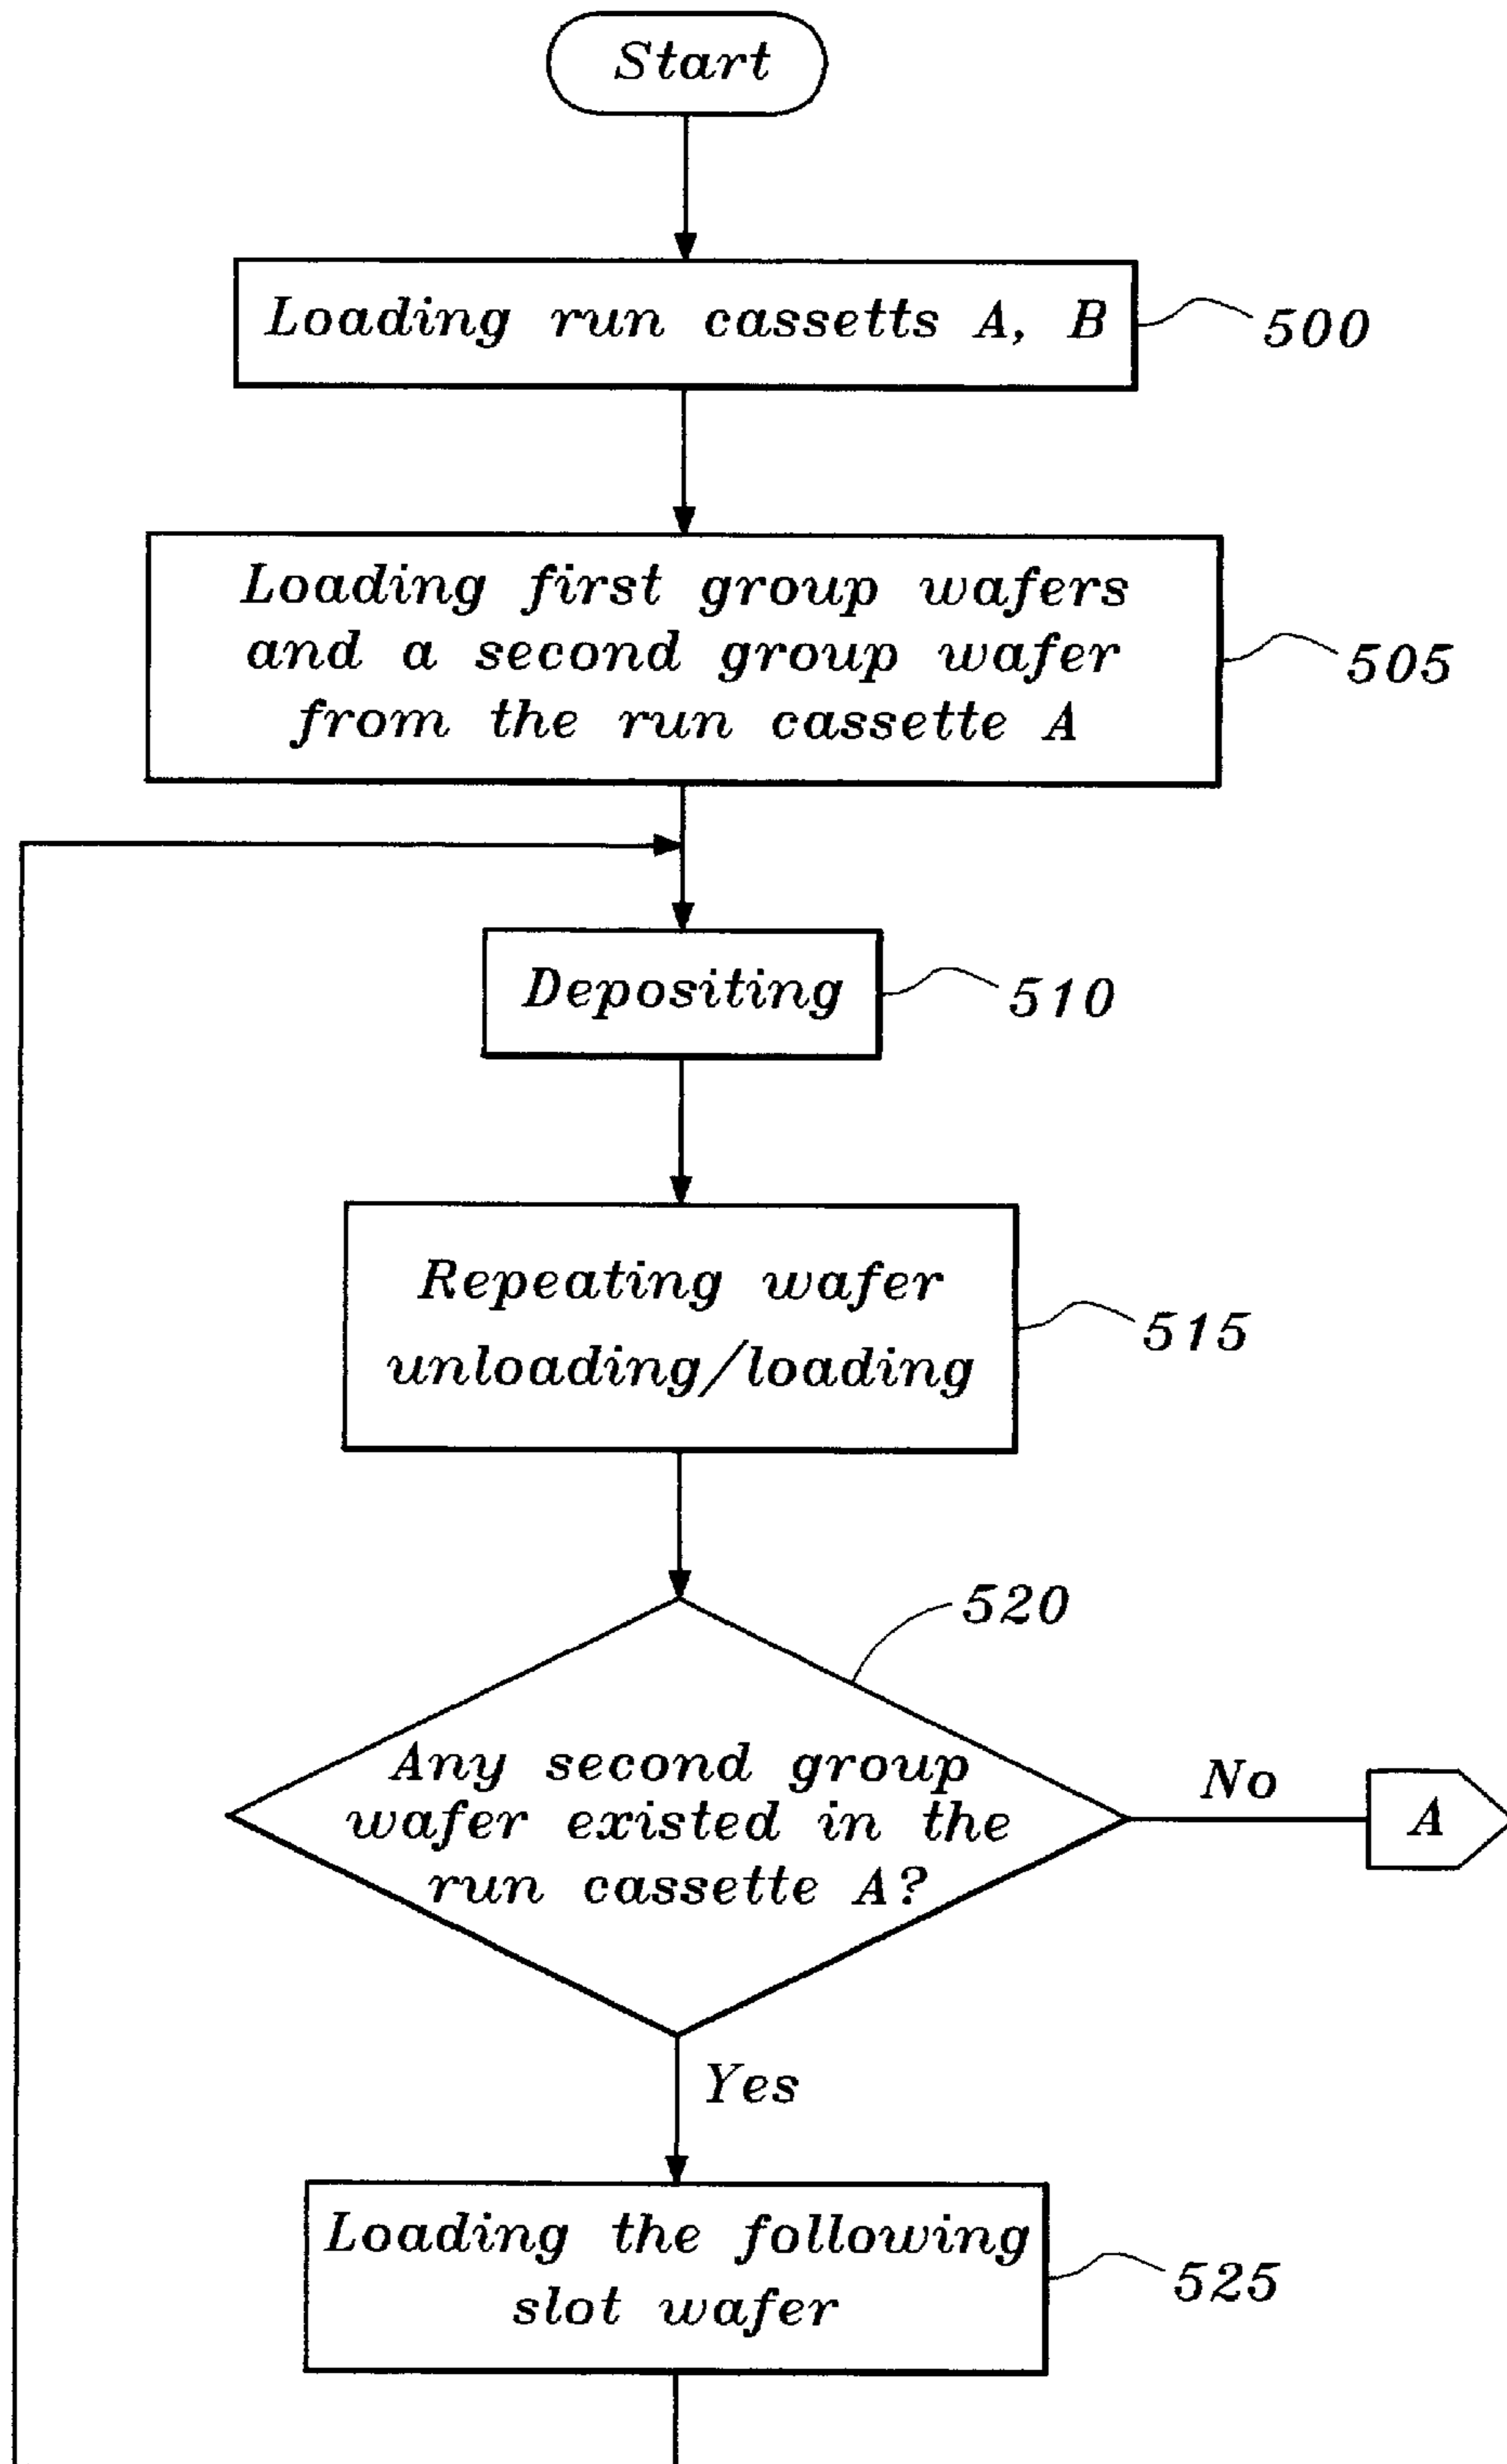 Start
Loading run cassetts A, B
500
Loading first group wafers
and a second group wafer
from the run cassette A
505
Depositing
510
Repeating wafer
unloading/loading
515
520
Any second group
wafer existed in the
run cassette A?
No
A
Yes
Loading the following
slot wafer
525